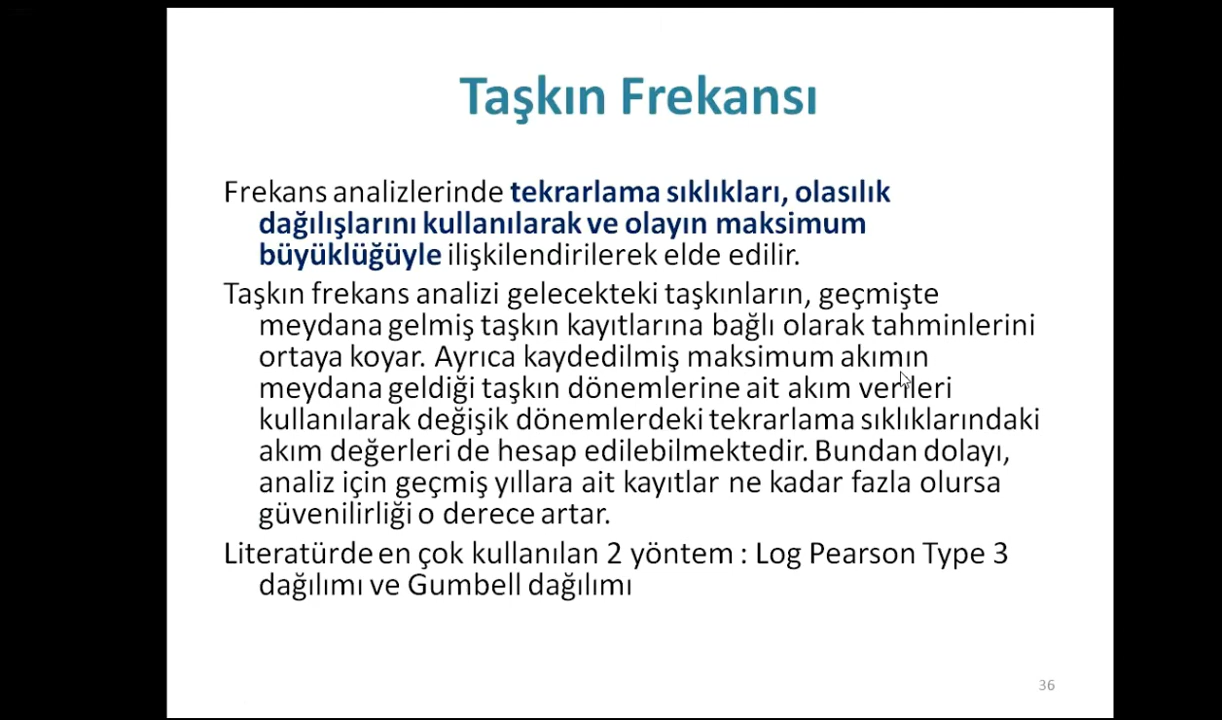 Taşkın Frekansı
Frekans analizlerinde tekrarlama sıklıkları, olasılık
dağılışlarını kullanılarak ve olayın maksimum
büyüklüğüyle ilişkilendirilerek elde edilir.
Taşkın frekans analizi gelecekteki taşkınların, geçmişte
meydana gelmiş taşkın kayıtlarına bağlı olarak tahminlerini
ortaya koyar. Ayrıca kaydedilmiş maksimum akımın
meydana geldiği taşkın dönemlerine ait akım verileri
kullanılarak değişik dönemlerdeki tekrarlama sıklıklarındaki
akım değerleri de hesap edilebilmektedir. Bundan dolayı,
analiz için geçmiş yıllara ait kayıtlar ne kadar fazla olursa
güvenilirliği o derece artar.
Literatürde en çok kullanılan 2 yöntem : Log Pearson Type 3
dağılımı ve Gumbell dağılımı
36